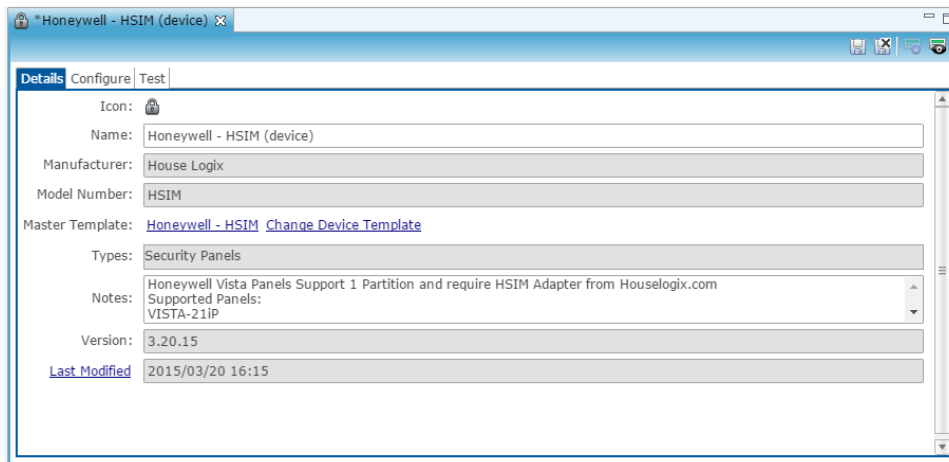 *Honeywell - HSIM (device)
Details Configure Test
Icon:
Name: Honeywell - HSIM (device)
Manufacturer: House Logix
Model Number: HSIM
Master Template: Honeywell - HSIM Change Device Template
Types: Security Panels
Notes: Honeywell Vista Panels Support 1 Partition and require HSIM Adapter from Houselogix.com
Supported Panels:
VISTA-21iP
Version: 3.20.15
Last Modified 2015/03/20 16:15